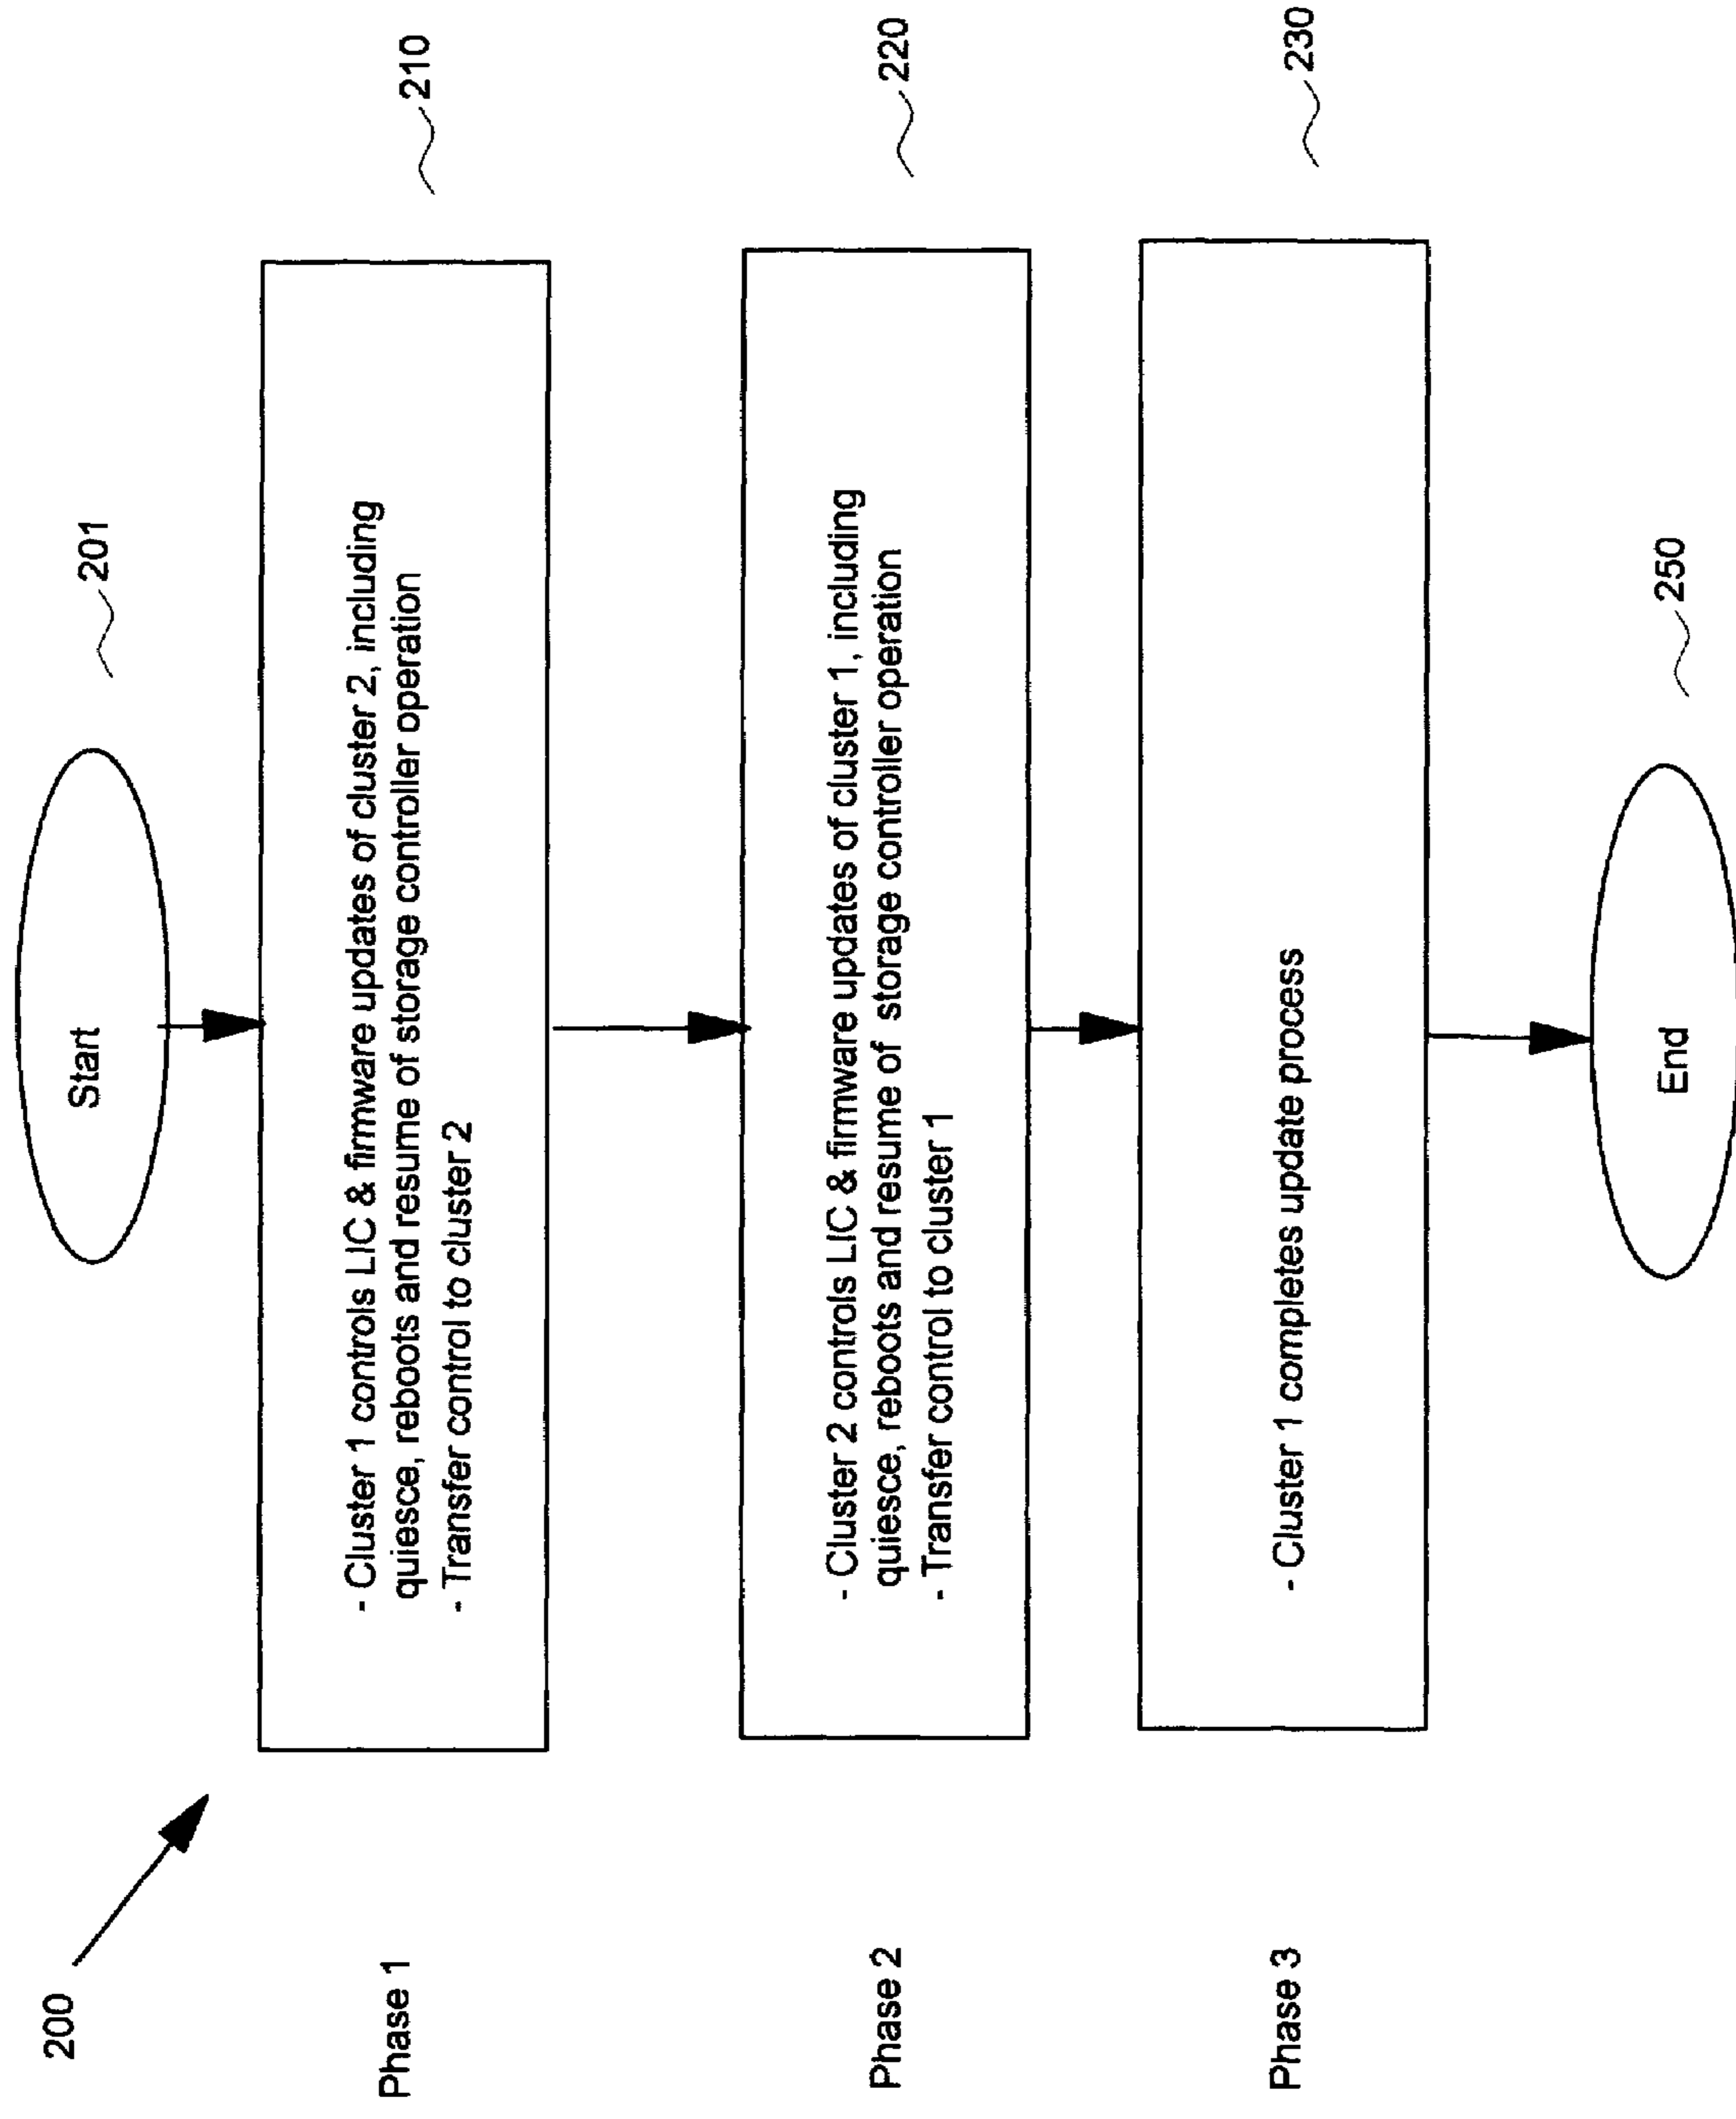 200
Start
201
Phase 1
- Cluster 1 controls LIC & firmware updates of cluster 2, including
quiesce, reboots and resume of storage controller operation
- Transfer control to cluster 2
210
Phase 2
- Cluster 2 controls LIC & firmware updates of cluster 1, including
quiesce, reboots and resume of storage controller operation
- Transfer control to cluster 1
220
Phase 3
- Cluster 1 completes update process
230
End
250